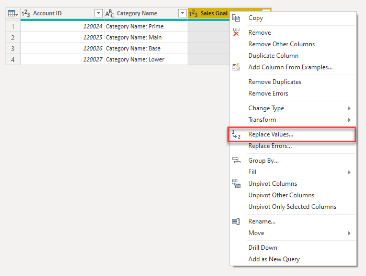 Account ID Category Name Sales Goal
1 120024 Category Name: Prime
2 120025 Category Name: Main
3 120026 Category Name: Base
4 120027 Category Name: Lower
Copy
Remove
Remove Other Columns
Duplicate Column
Add Column From Examples...
Remove Duplicates
Remove Errors
Change Type
Transform
Replace Values...
Replace Errors...
Group By...
Fill
Unpivot Columns
Unpivot Other Columns
Unpivot Only Selected Columns
Rename...
Move
Drill Down
Add as New Query